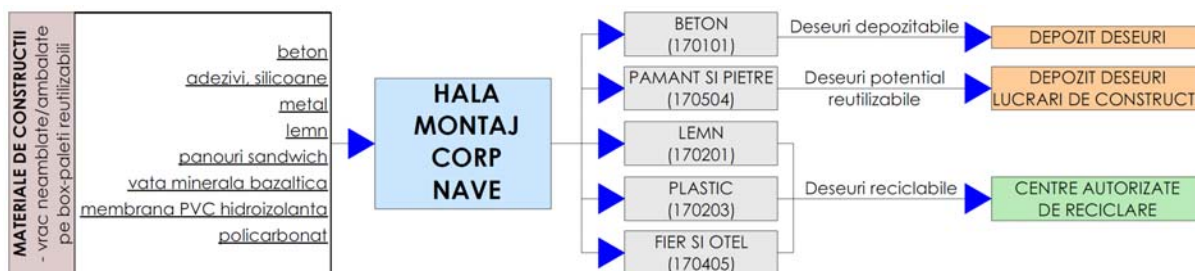 MATERIALE DE CONSTRUCTII
- vrac neamblate/ambalate
pe box-paleti reutilizabili
beton
adezivi, silicoane
metal
lemn
panouri sandwich
vata minerala bazaltica
membrana PVC hidroizolanta
policarbonat
HALA
MONTAJ
CORP
NAVE
BETON
(170101)
PAMANT SI PIETRE
(170504)
LEMN
(170201)
PLASTIC
(170203)
FIER SI OTEL
(170405)
Deseuri depozitabile
Deseuri potential
reutilizabile
Deseuri reciclabile
DEPOZIT DESEURI
DEPOZIT DESEURI
LUCRARI DE CONSTRUCT
CENTRE AUTORIZATE
DE RECICLARE